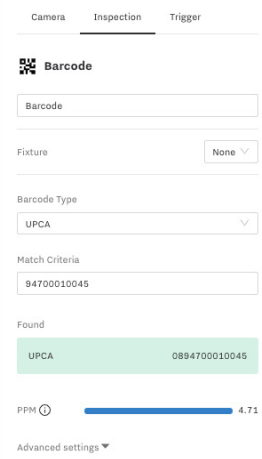 Camera Inspection Trigger
Barcode
Barcode
Fixture None
Barcode Type
UPCA
Match Criteria
94700010045
Found
UPCA 0894700010045
PPM 4.71
Advanced settings